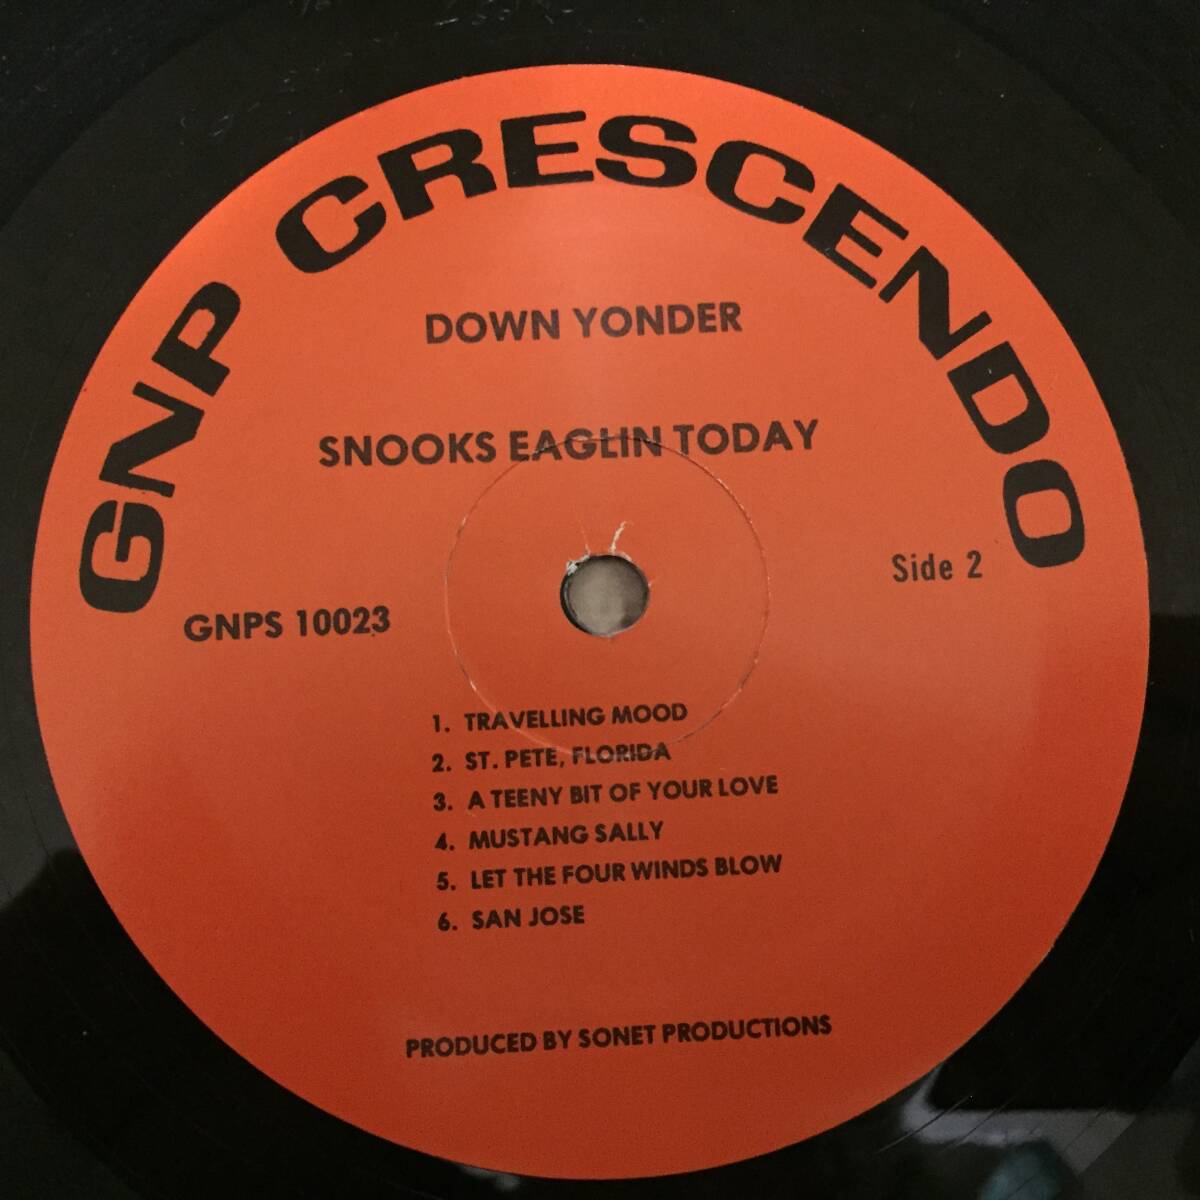 GNP CRESCENDO
DOWN YONDER
SNOOKS EAGLIN TODAY
Side 2
GNPS 10023
1. TRAVELLING MOOD
2. ST. PETE, FLORIDA
3. A TEENY BIT OF YOUR LOVE
4. MUSTANG SALLY
5. LET THE FOUR WINDS BLOW
6. SAN JOSE
PRODUCED BY SONET PRODUCTIONS